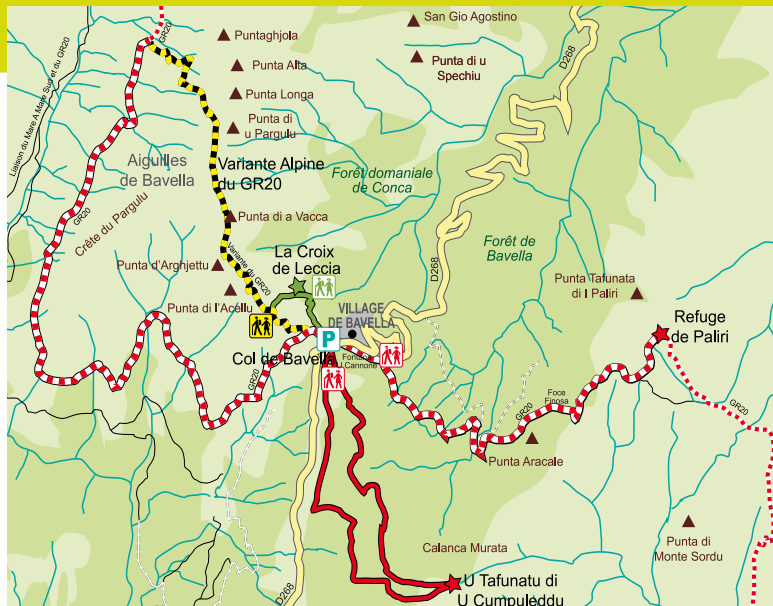 GR20
San Gio Agostino
D268
Puntaghjola
Punta di u
Spechiu
Punta Alta
Punta Longa
Punta di
u Pargulu
Liaison du Mare A Mare Sud et du GR20
Aiguilles
de Bavella
Variante Alpine
du GR20
Forêt domaniale
de Conca
GR20
Crête du Pargulu
Punta di a Vacca
Forêt de
Bavella
Variante du GR20
La Croix
de Leccia
D268
Punta d'Arghjettu
Punta Tafunata
di I Paliri
Punta di l'Acellu
VILLAGE
DE BAVELLA
P
Refuge
de Paliri
Col de Bavella
Fontaine
U Cannone
GR20
Foce
Finosa
GR20
GR20
Punta Aracale
Punta di
Monte Sordu
Calanca Murata
U Tafunatu di
U Cumpuleddu
D268